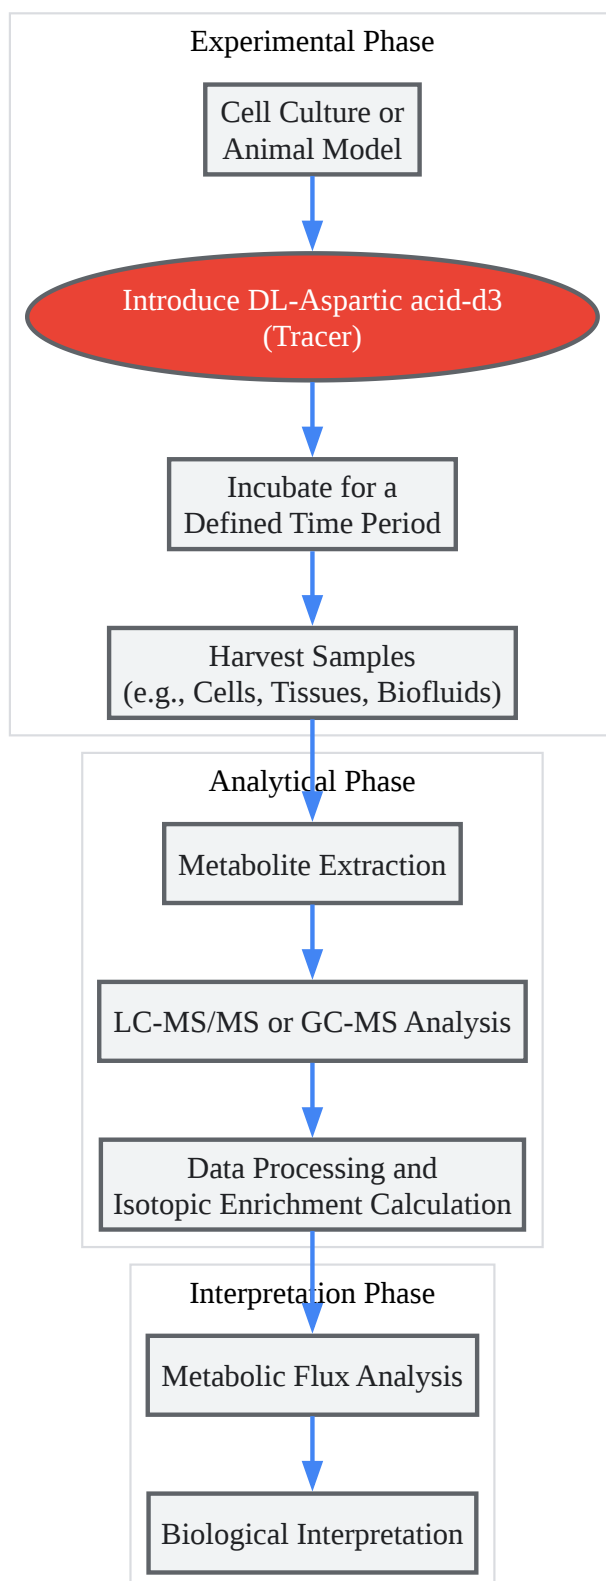 Experimental Phase
Cell Culture or
Animal Model
Introduce DL-Aspartic acid-d3
(Tracer)
Incubate for a
Defined Time Period
Harvest Samples
(e.g., Cells, Tissues, Biofluids)
Analytical Phase
Metabolite Extraction
LC-MS/MS or GC-MS Analysis
Data Processing and
Isotopic Enrichment Calculation
Interpretation Phase
Metabolic Flux Analysis
Biological Interpretation